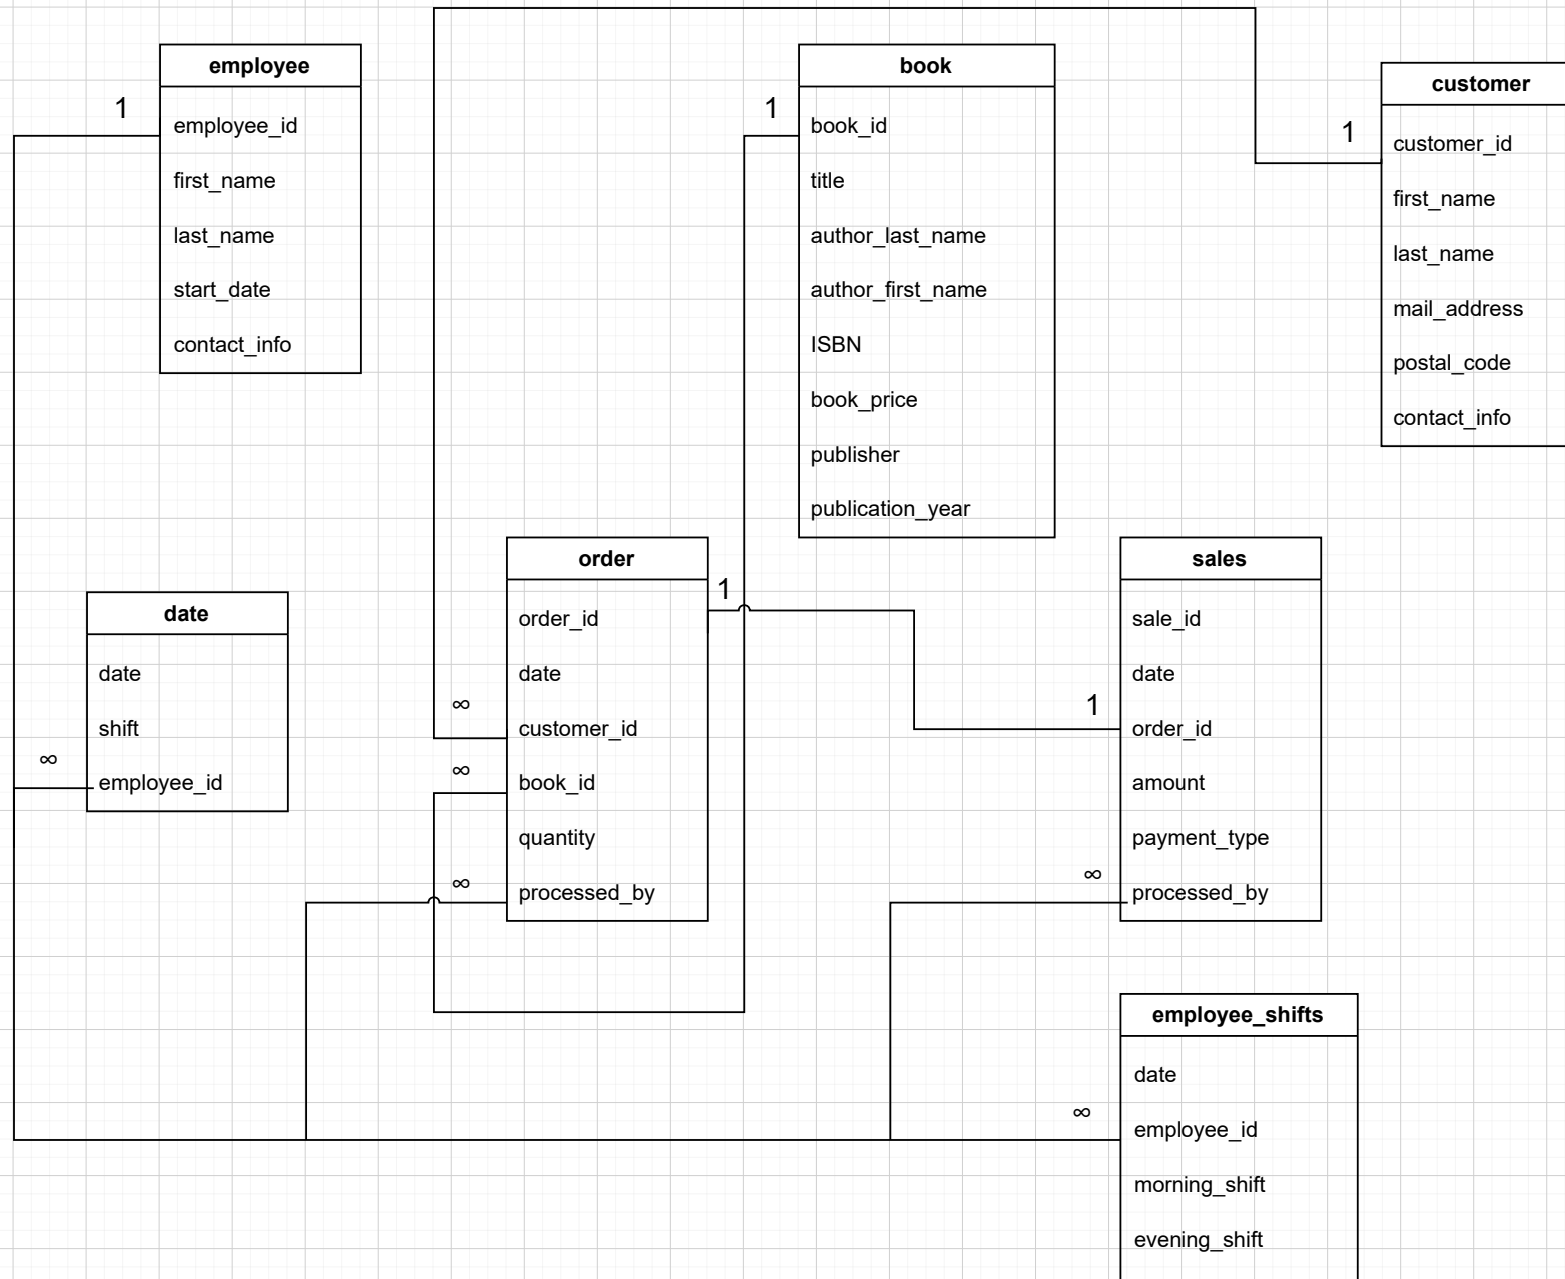 employee
1
employee_id
first_name
last_name
start_date
contact_info
book
1
book_id
title
author_last_name
author_first_name
ISBN
book_price
publisher
publication_year
customer
1
customer_id
first_name
last_name
mail_address
postal_code
contact_info
date
date
shift
∞
employee_id
order
1
order_id
date
∞
customer_id
∞
book_id
quantity
∞
processed_by
sales
sale_id
date
1
order_id
amount
payment_type
∞
processed_by
employee_shifts
date
∞
employee_id
morning_shift
evening_shift